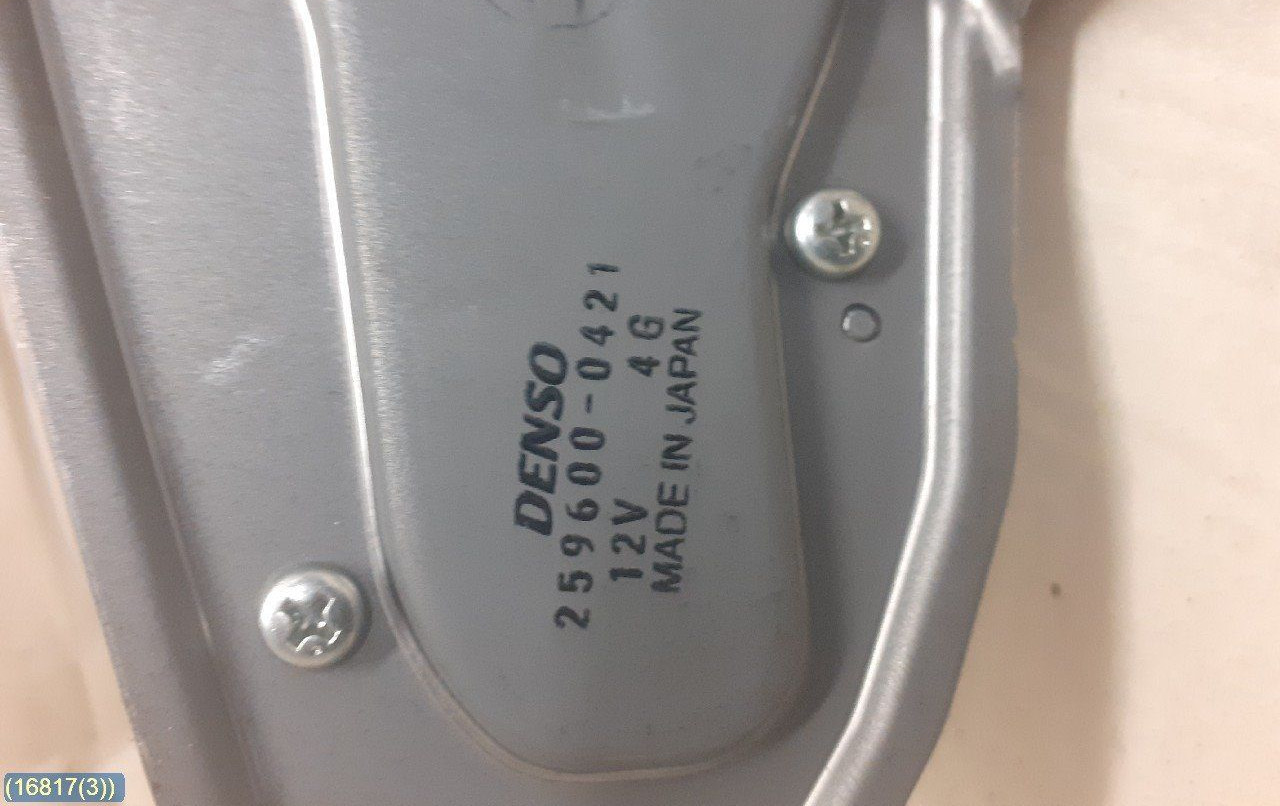 DENSO
259600-0421
12V 4G
MADE IN JAPAN
(16817(3))